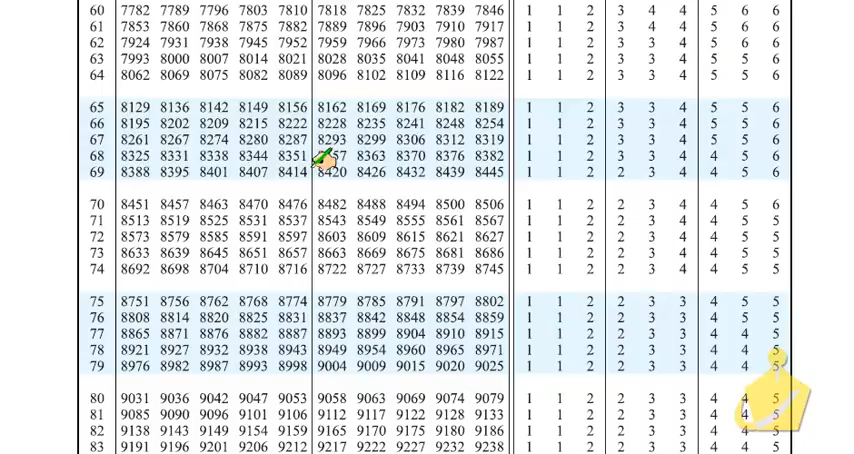 60 7782 7789 7796 7803 7810 7818 7825 7832 7839 7846 1 1 2 3 4 4 5 6 6
61 7853 7860 7868 7875 7882 7889 7896 7903 7910 7917 1 1 2 3 4 4 5 6 6
62 7924 7931 7938 7945 7952 7959 7966 7973 7980 7987 1 1 2 3 3 4 5 6 6
63 7993 8000 8007 8014 8021 8028 8035 8041 8048 8055 1 1 2 3 3 4 5 5 6
64 8062 8069 8075 8082 8089 8096 8102 8109 8116 8122 1 1 2 3 3 4 5 5 6
65 8129 8136 8142 8149 8156 8162 8169 8176 8182 8189 1 1 2 3 3 4 5 5 6
66 8195 8202 8209 8215 8222 8228 8235 8241 8248 8254 1 1 2 3 3 4 5 5 6
67 8261 8267 8274 8280 8287 8293 8299 8306 8312 8319 1 1 2 3 3 4 5 5 6
68 8325 8331 8338 8344 8351 57 8363 8370 8376 8382 1 1 2 3 3 4 4 5 6
69 8388 8395 8401 8407 8414 8420 8426 8432 8439 8445 1 1 2 2 3 4 4 5 6
70 8451 8457 8463 8470 8476 8482 8488 8494 8500 8506 1 1 2 2 3 4 4 5 6
71 8513 8519 8525 8531 8537 8543 8549 8555 8561 8567 1 1 2 2 3 4 4 5 5
72 8573 8579 8585 8591 8597 8603 8609 8615 8621 8627 1 1 2 2 3 4 4 5 5
73 8633 8639 8645 8651 8657 8663 8669 8675 8681 8686 1 1 2 2 3 4 4 5 5
74 8692 8698 8704 8710 8716 8722 8727 8733 8739 8745 1 1 2 2 3 4 4 5 5
75 8751 8756 8762 8768 8774 8779 8785 8791 8797 8802 1 1 2 2 3 3 4 5 5
76 8808 8814 8820 8825 8831 8837 8842 8848 8854 8859 1 1 2 2 3 3 4 5 5
77 8865 8871 8876 8882 8887 8893 8899 8904 8910 8915 1 1 2 2 3 3 4 4 5
78 8921 8927 8932 8938 8943 8949 8954 8960 8965 8971 1 1 2 2 3 3 4 4 5
79 8976 8982 8987 8993 8998 9004 9009 9015 9020 9025 1 1 2 2 3 3 4 4 5
80 9031 9036 9042 9047 9053 9058 9063 9069 9074 9079 1 1 2 2 3 3 4 4 5
81 9085 9090 9096 9101 9106 9112 9117 9122 9128 9133 1 1 2 2 3 3 4 4 5
82 9138 9143 9149 9154 9159 9165 9170 9175 9180 9186 1 1 2 2 3 3 4 4 5
83 9191 9196 9201 9206 9212 9217 9222 9227 9232 9238 1 1 2 2 3 3 4 4 5